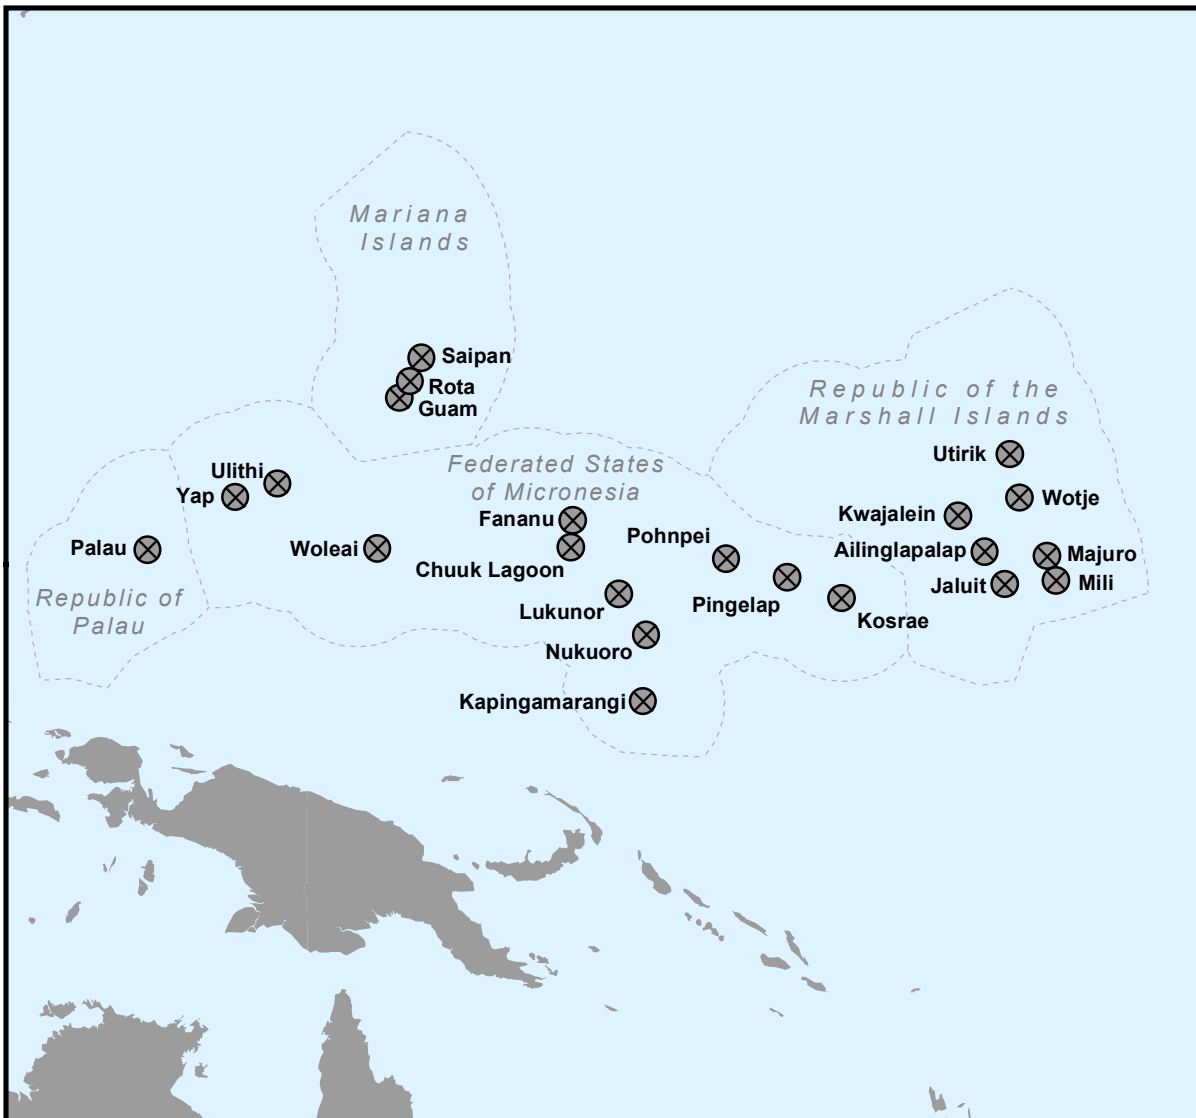 Mariana
Islands
Saipan
Rota
Guam
Republic of the
Marshall Islands
Utirik
Federated States
of Micronesia
Ulithi
Yap
Wotje
Kwajalein
Fananu
Pohnpei
Palau
Woleai
Ailinglapalap
Majuro
Chuuk Lagoon
Jaluit
Mili
Republic of
Palau
Lukunor
Pingelap
Kosrae
Nukuoro
Kapingamarangi